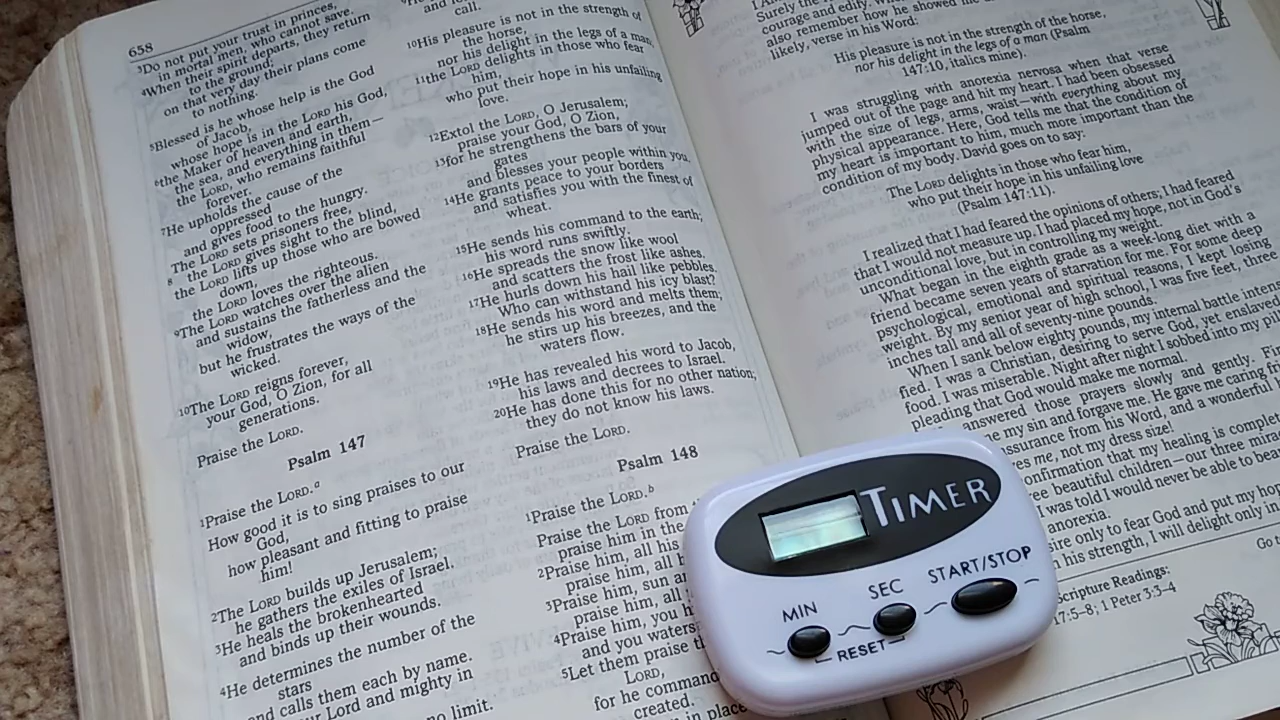 658
³Do not put your trust in princes,
in mortal men, who cannot save.
⁴When their spirit departs, they return
to the ground;
on that very day their plans come
to nothing.
⁵Blessed is he whose help is the God
of Jacob,
whose hope is in the LORD his God,
⁶the Maker of heaven and earth,
the sea, and everything in them—
the LORD, who remains faithful
forever.
⁷He upholds the cause of the
oppressed
and gives food to the hungry.
The LORD sets prisoners free,
⁸ the LORD gives sight to the blind,
the LORD lifts up those who are bowed
down,
the LORD loves the righteous.
⁹The LORD watches over the alien
and sustains the fatherless and the
widow,
but he frustrates the ways of the
wicked.
¹⁰The LORD reigns forever,
your God, O Zion, for all
generations.
Praise the LORD.
Psalm 147
¹Praise the LORD.ᵃ
How good it is to sing praises to our
God,
how pleasant and fitting to praise
him!
²The LORD builds up Jerusalem;
he gathers the exiles of Israel.
³He heals the brokenhearted
and binds up their wounds.
⁴He determines the number of the
stars
and calls them each by name.
Lord and mighty in
no limit.
call.
¹⁰His pleasure is not in the strength of
the horse,
nor his delight in the legs of a man;
¹¹the LORD delights in those who fear
him,
who put their hope in his unfailing
love.
¹²Extol the LORD, O Jerusalem;
praise your God, O Zion,
¹³for he strengthens the bars of your
gates
and blesses your people within you.
¹⁴He grants peace to your borders
and satisfies you with the finest of
wheat.
¹⁵He sends his command to the earth;
his word runs swiftly.
¹⁶He spreads the snow like wool
and scatters the frost like ashes.
¹⁷He hurls down his hail like pebbles.
Who can withstand his icy blast?
¹⁸He sends his word and melts them;
he stirs up his breezes, and the
waters flow.
¹⁹He has revealed his word to Jacob,
his laws and decrees to Israel.
²⁰He has done this for no other nation;
they do not know his laws.
Praise the LORD.
Psalm 148
¹Praise the LORD.ᵇ
Praise the LORD from
praise him in the
²Praise him, all his
praise him, all his
³Praise him, sun a
praise him, all
⁴Praise him, you h
and you waters
⁵Let them praise t
LORD,
for he command
created.
in place
courage and edify. What
also remember how he showed me
likely, verse in his Word:
His pleasure is not in the strength of the horse,
nor his delight in the legs of a man (Psalm
147:10, italics mine).
I was struggling with anorexia nervosa when that verse
jumped out of the page and hit my heart. I had been obsessed
with the size of legs, arms, waist—with everything about my
physical appearance. Here, God tells me that the condition of
my heart is important to him, much more important than the
condition of my body. David goes on to say:
The LORD delights in those who fear him,
who put their hope in his unfailing love
(Psalm 147:11).
I realized that I had feared the opinions of others; I had feared
that I would not measure up. I had placed my hope, not in God's
unconditional love, but in controlling my weight.
What began in the eighth grade as a week-long diet with a
friend became seven years of starvation for me. For some deep
psychological, emotional and spiritual reasons, I kept losing
weight. By my senior year of high school, I was five feet, three
inches tall and all of seventy-nine pounds.
When I sank below eighty pounds, my internal battle inten
fied. I was a Christian, desiring to serve God, yet enslaved
food. I was miserable. Night after night I sobbed into my pil
pleading that God would make me normal.
answered those prayers slowly and gently. Fi
me my sin and forgave me. He gave me caring fri
assurance from his Word, and a wonderful
es me, not my dress size!
onfirmation that my healing is comple
ee beautiful children—our three mira
I was told I would never be able to bea
anorexia.
ire only to fear God and put my ho
his strength, I will delight only in
Go t
cripture Readings:
17:5–8; 1 Peter 3:3–4
TIMER
MIN SEC START/STOP
RESET